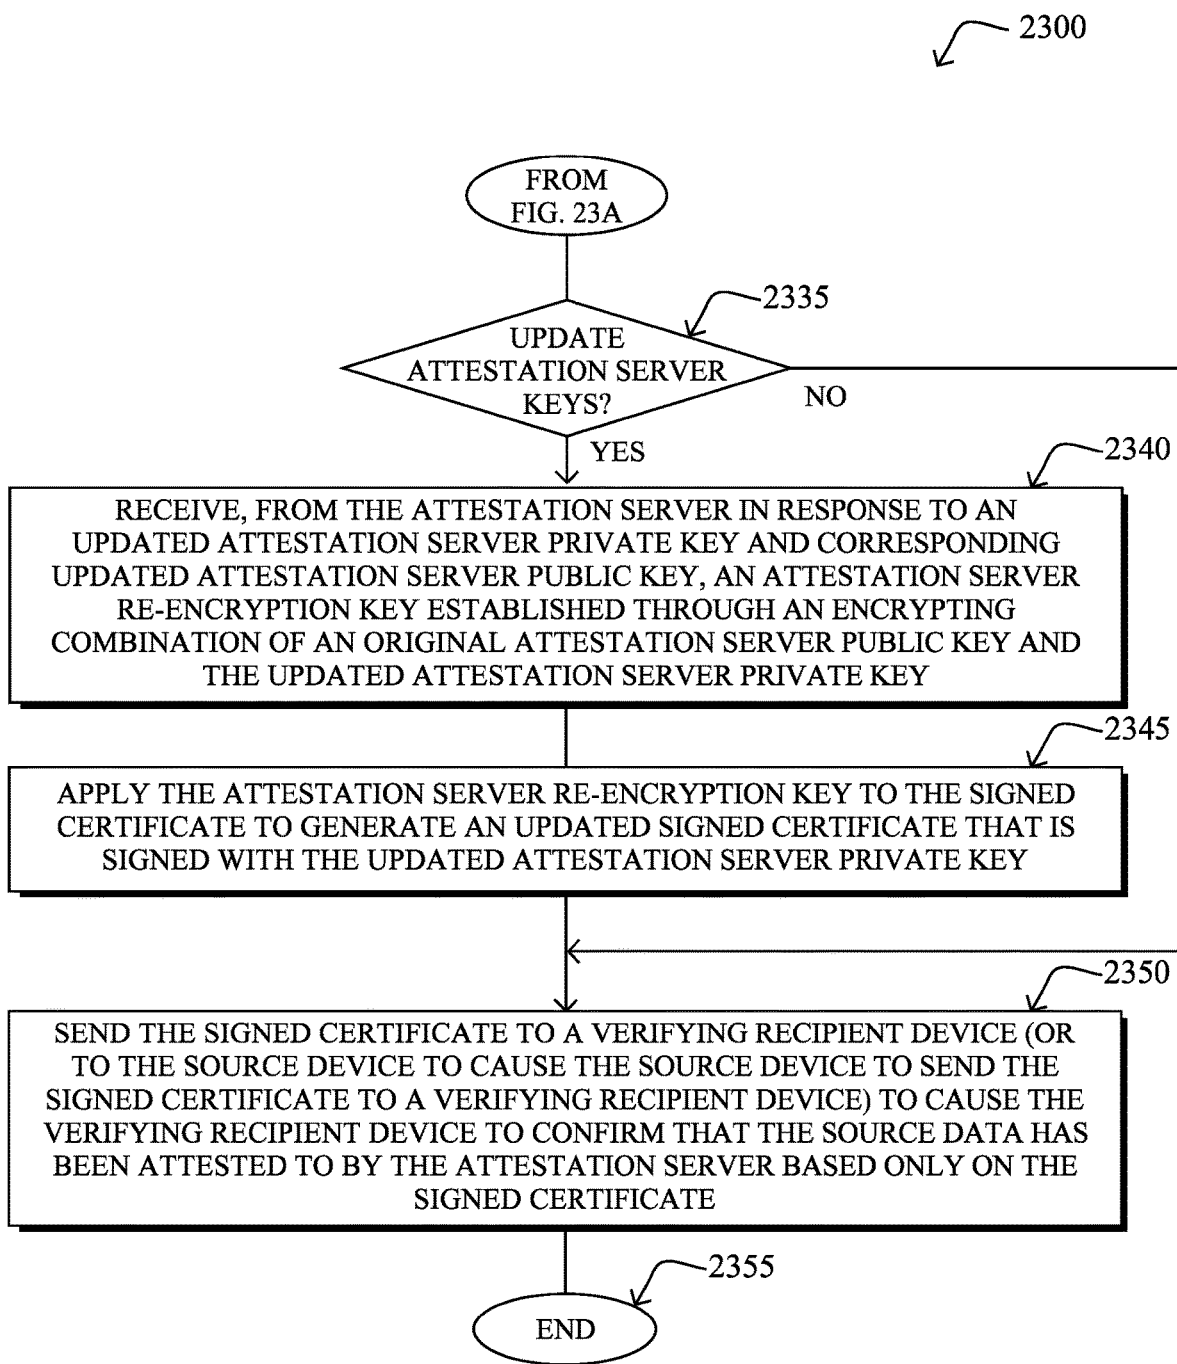 2300
FROM
FIG. 23A
2335
UPDATE
ATTESTATION SERVER
KEYS?
NO
YES
2340
RECEIVE, FROM THE ATTESTATION SERVER IN RESPONSE TO AN
UPDATED ATTESTATION SERVER PRIVATE KEY AND CORRESPONDING
UPDATED ATTESTATION SERVER PUBLIC KEY, AN ATTESTATION SERVER
RE-ENCRYPTION KEY ESTABLISHED THROUGH AN ENCRYPTING
COMBINATION OF AN ORIGINAL ATTESTATION SERVER PUBLIC KEY AND
THE UPDATED ATTESTATION SERVER PRIVATE KEY
2345
APPLY THE ATTESTATION SERVER RE-ENCRYPTION KEY TO THE SIGNED
CERTIFICATE TO GENERATE AN UPDATED SIGNED CERTIFICATE THAT IS
SIGNED WITH THE UPDATED ATTESTATION SERVER PRIVATE KEY
2350
SEND THE SIGNED CERTIFICATE TO A VERIFYING RECIPIENT DEVICE (OR
TO THE SOURCE DEVICE TO CAUSE THE SOURCE DEVICE TO SEND THE
SIGNED CERTIFICATE TO A VERIFYING RECIPIENT DEVICE) TO CAUSE THE
VERIFYING RECIPIENT DEVICE TO CONFIRM THAT THE SOURCE DATA HAS
BEEN ATTESTED TO BY THE ATTESTATION SERVER BASED ONLY ON THE
SIGNED CERTIFICATE
2355
END